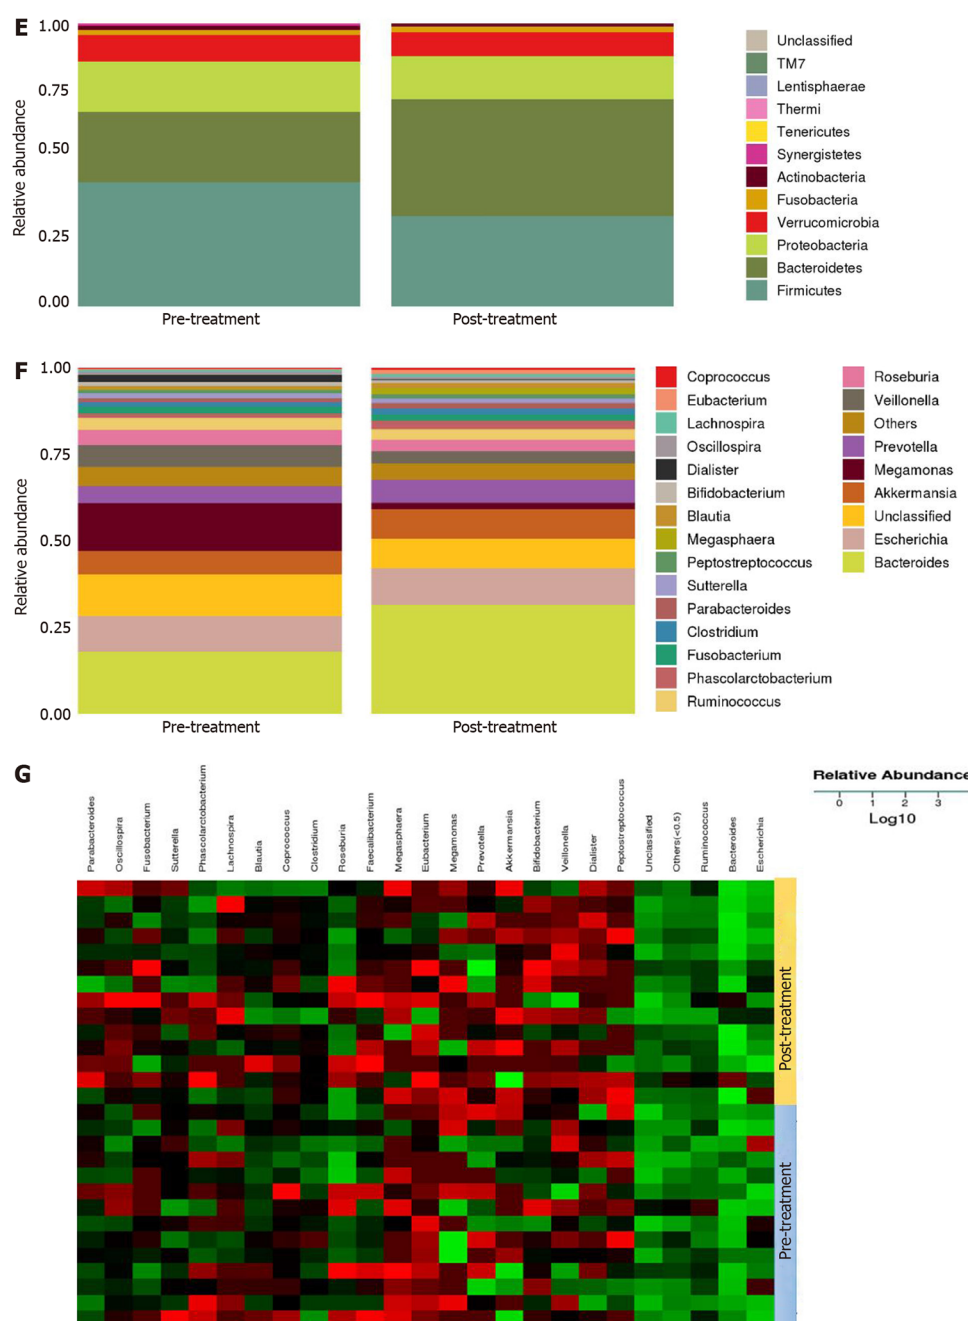 E
1.00
0.75
0.50
0.25
0.00
Relative abundance
Pre-treatment
Post-treatment
Unclassified
TM7
Lentisphaerae
Thermi
Tenericutes
Synergistetes
Actinobacteria
Fusobacteria
Verrucomicrobia
Proteobacteria
Bacteroidetes
Firmicutes
F
1.00
0.75
0.50
0.25
0.00
Relative abundance
Pre-treatment
Post-treatment
Coprococcus
Eubacterium
Lachnospira
Oscillospira
Dialister
Bifidobacterium
Blautia
Megasphaera
Peptostreptococcus
Sutterella
Parabacteroides
Clostridium
Fusobacterium
Phascolarctobacterium
Ruminococcus
Roseburia
Veillonella
Others
Prevotella
Megamonas
Akkermansia
Unclassified
Escherichia
Bacteroides
G
Parabacteroides
Oscillospira
Fusobacterium
Sutterella
Phascolarctobacterium
Lachnospira
Blautia
Coprococcus
Clostridium
Roseburia
Faecalibacterium
Megasphaera
Eubacterium
Megamonas
Prevotella
Akkermansia
Bifidobacterium
Veillonella
Dialister
Peptostreptococcus
Unclassified
Others(<0.5)
Ruminococcus
Bacteroides
Escherichia
Relative Abundance
0 1 2 3
Log10
Post-treatment
Pre-treatment